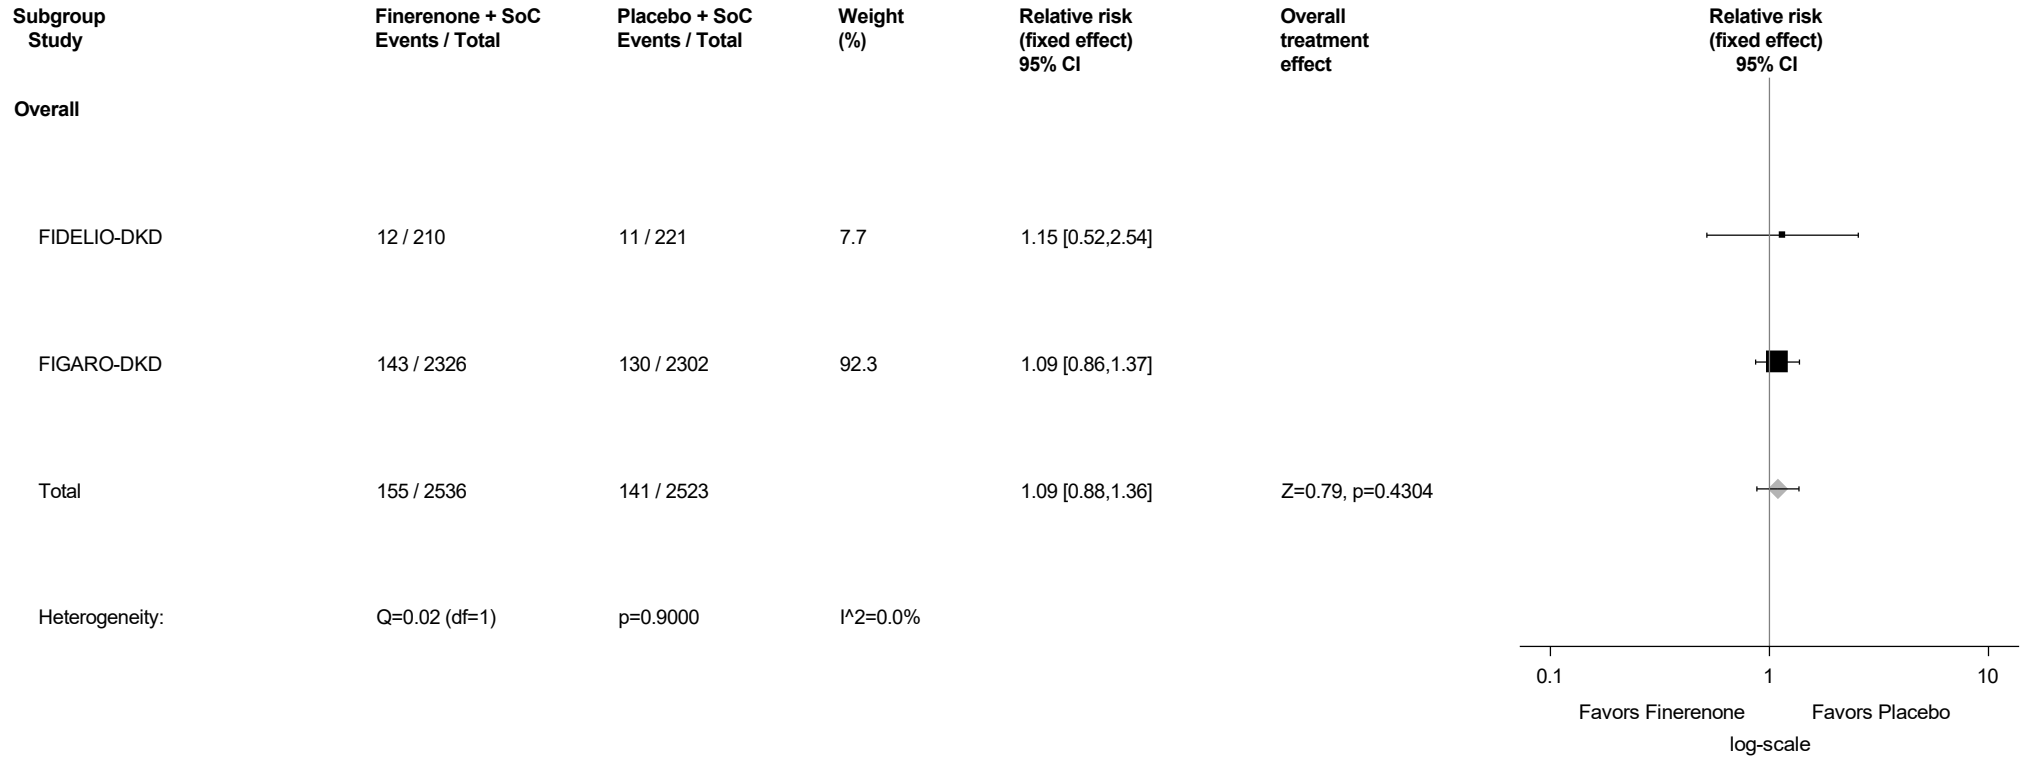 Subgroup Finerenone + SoC Placebo + SoC Weight Relative risk Overall Relative risk
Study Events / Total Events / Total (%) (fixed effect) treatment (fixed effect)
95% CI effect 95% CI
Overall
FIDELIO-DKD 12 / 210 11 / 221 7.7 1.15 [0.52,2.54]
FIGARO-DKD 143 / 2326 130 / 2302 92.3 1.09 [0.86,1.37]
Total 155 / 2536 141 / 2523 1.09 [0.88,1.36] Z=0.79, p=0.4304
Heterogeneity: Q=0.02 (df=1) p=0.9000 I^2=0.0%
0.1 1 10
Favors Finerenone Favors Placebo
log-scale